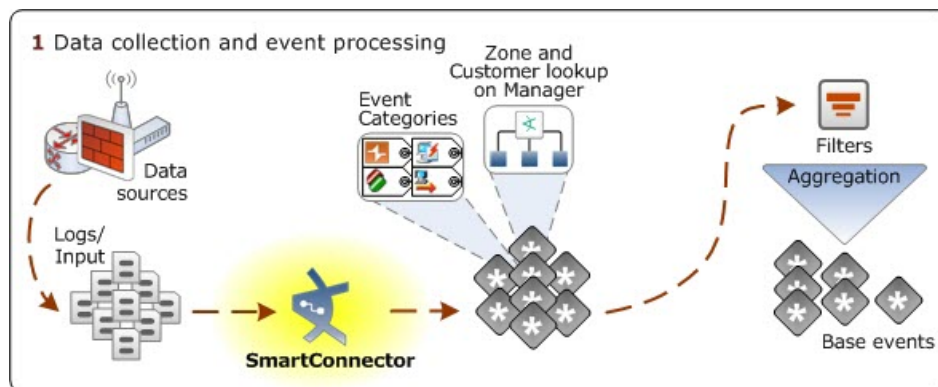 1 Data collection and event processing
Data
sources
Logs/
Input
SmartConnector
Event
Categories
Zone and
Customer lookup
on Manager
Filters
Aggregation
Base events